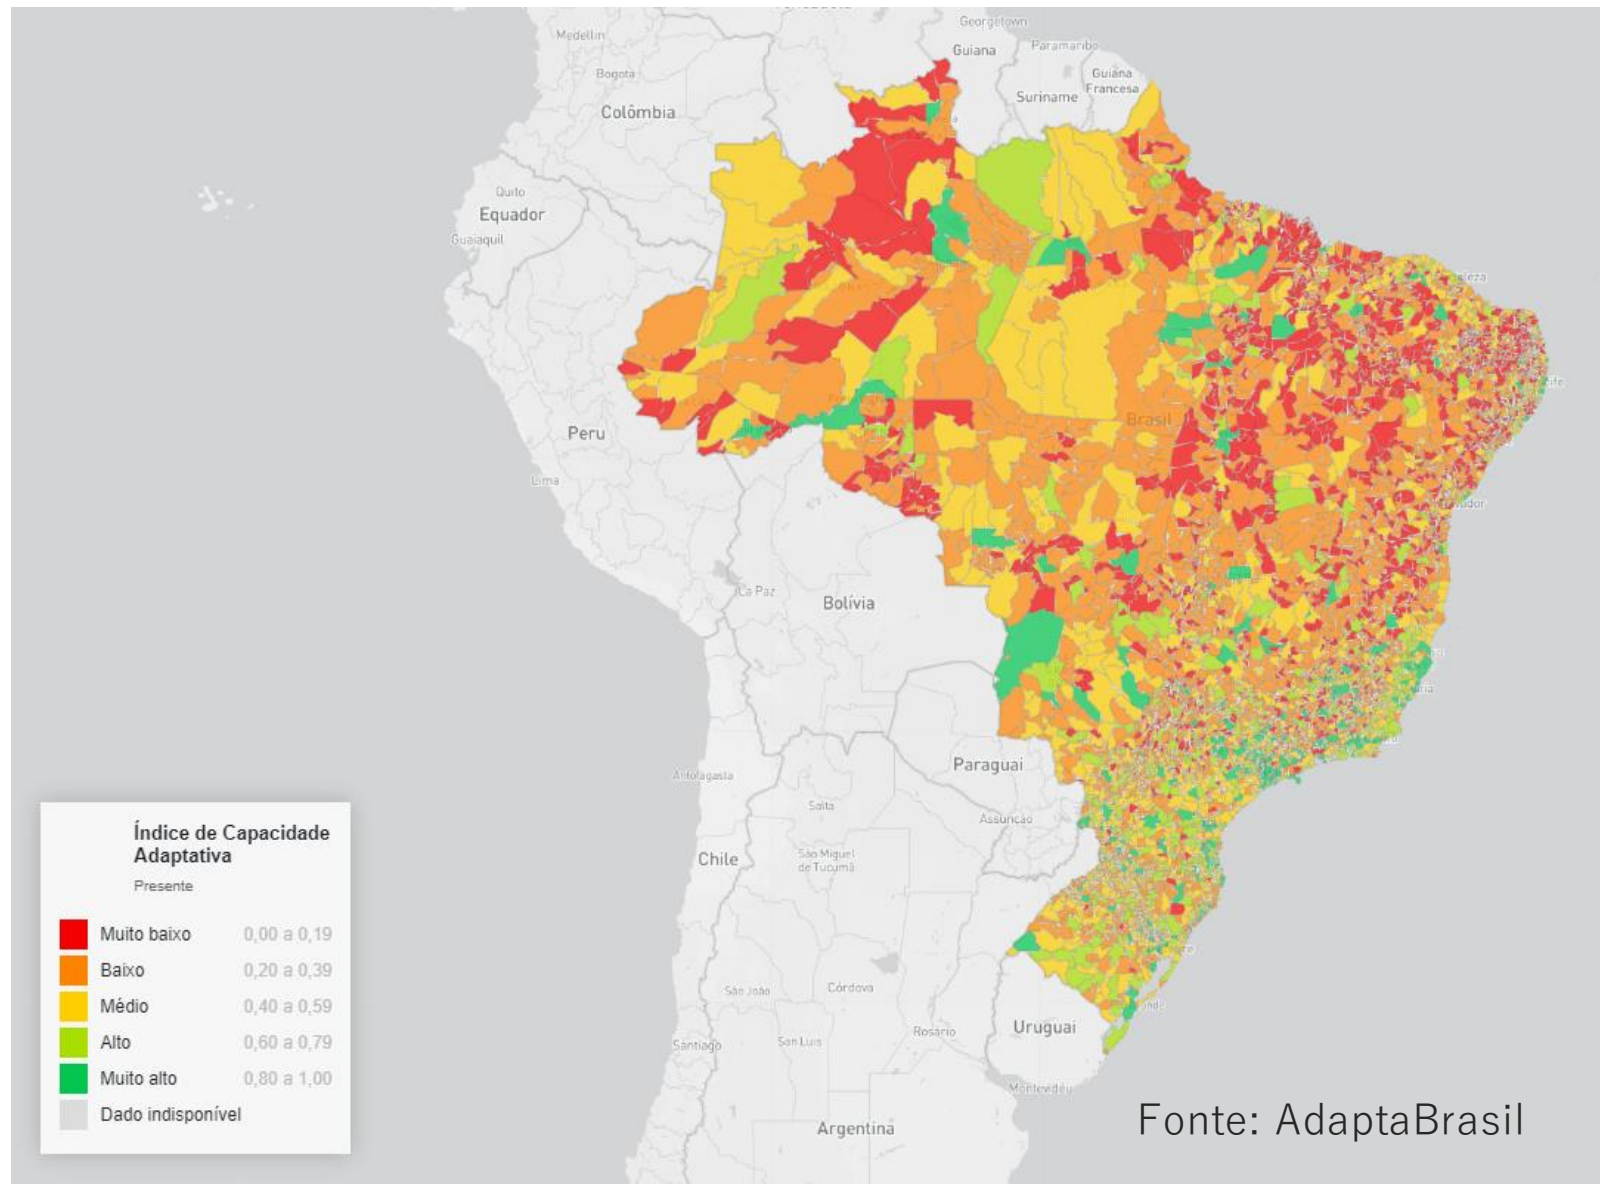 Georgetown
Medellín
Guiana
Paramaribo
Bogotá
Guiana
Francesa
Suriname
Colômbia
Quito
Equador
Guaiaquil
Brasil
Peru
Lima
La Paz
Bolívia
Paraguai
Antofagasta
Salta
Assunção
Chile
São Miguel
de Tucumã
Córdova
São João
Rosário
Uruguai
San Luis
Santiago
Montevidéu
Argentina
Índice de Capacidade
Adaptativa
Presente
Muito baixo 0,00 a 0,19
Baixo 0,20 a 0,39
Médio 0,40 a 0,59
Alto 0,60 a 0,79
Muito alto 0,80 a 1,00
Dado indisponível
Fonte: AdaptaBrasil